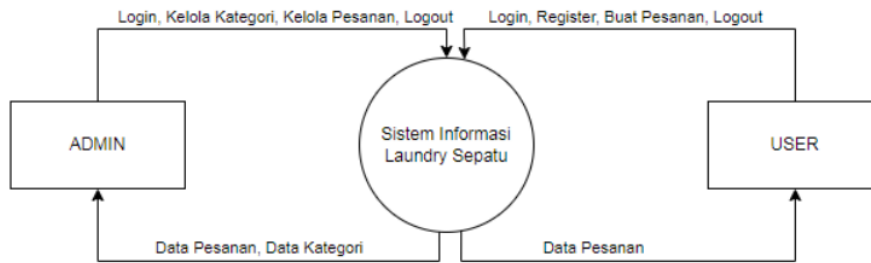 Login, Kelola Kategori, Kelola Pesanan, Logout
Login, Register, Buat Pesanan, Logout
ADMIN
Sistem Informasi
Laundry Sepatu
USER
Data Pesanan, Data Kategori
Data Pesanan